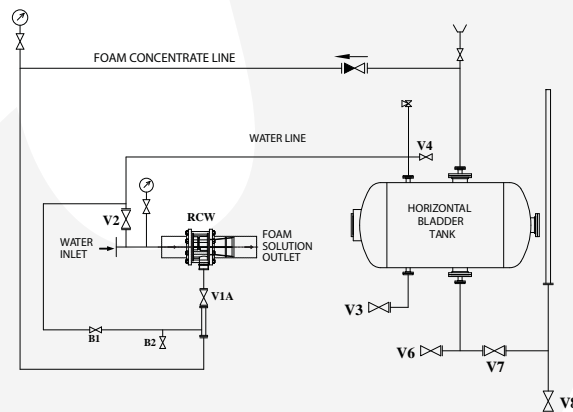 FOAM CONCENTRATE LINE
WATER LINE
V4
RCW
V2
HORIZONTAL
BLADDER
TANK
WATER
INLET
FOAM
SOLUTION
OUTLET
V1A
V3
B1
B2
V6
V7
V8